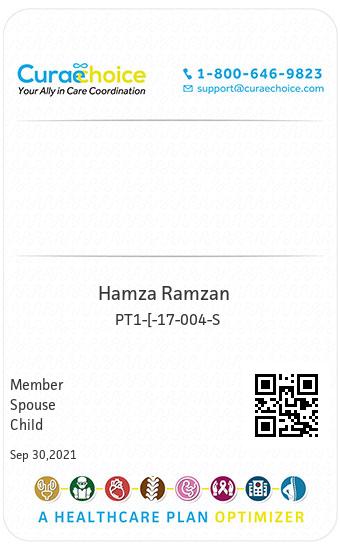 Curaechoice
Your Ally in Care Coordination
1-800-646-9823
support@curaechoice.com
Hamza Ramzan
PT1-[-17-004-S
Member
Spouse
Child
Sep 30,2021
A HEALTHCARE PLAN OPTIMIZER